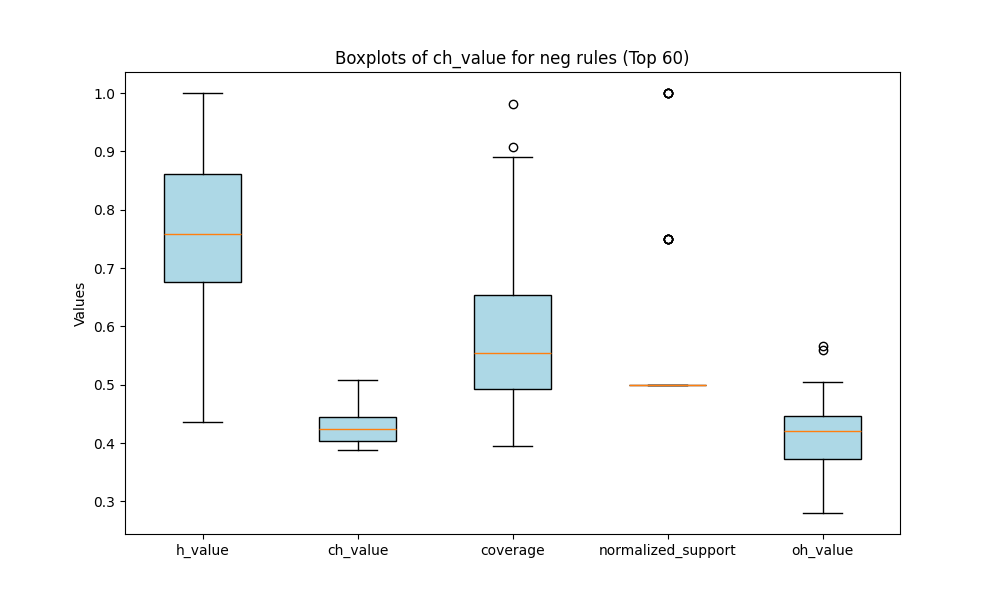 Boxplots of ch_value for neg rules (Top 60)
Values
1.0
0.9
0.8
0.7
0.6
0.5
0.4
0.3
h_value
ch_value
coverage
normalized_support
oh_value